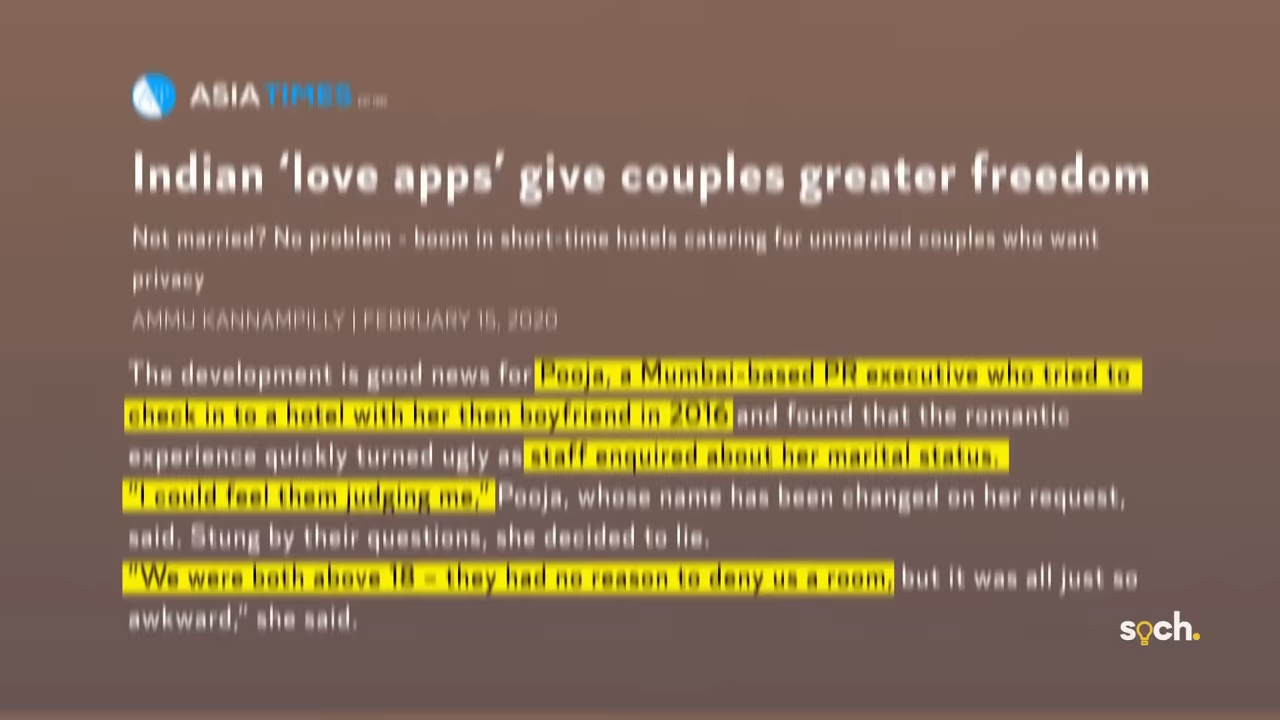 ASIA TIMES
Indian ‘love apps’ give couples greater freedom
Not married? No problem - boom in short-time hotels catering for unmarried couples who want
privacy
AMMU KANNAMPILLY | FEBRUARY 15, 2020
The development is good news for Pooja, a Mumbai-based PR executive who tried to
check in to a hotel with her then boyfriend in 2016 and found that the romantic
experience quickly turned ugly as staff enquired about her marital status.
“I could feel them judging me,” Pooja, whose name has been changed on her request,
said. Stung by their questions, she decided to lie.
“We were both above 18 – they had no reason to deny us a room, but it was all just so
awkward,” she said.
soch.